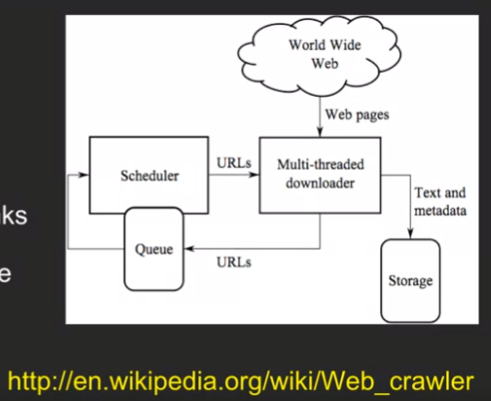 World Wide
Web
Web pages
Scheduler
URLs
Multi-threaded
downloader
Text and
metadata
Queue
URLs
Storage
http://en.wikipedia.org/wiki/Web_crawler